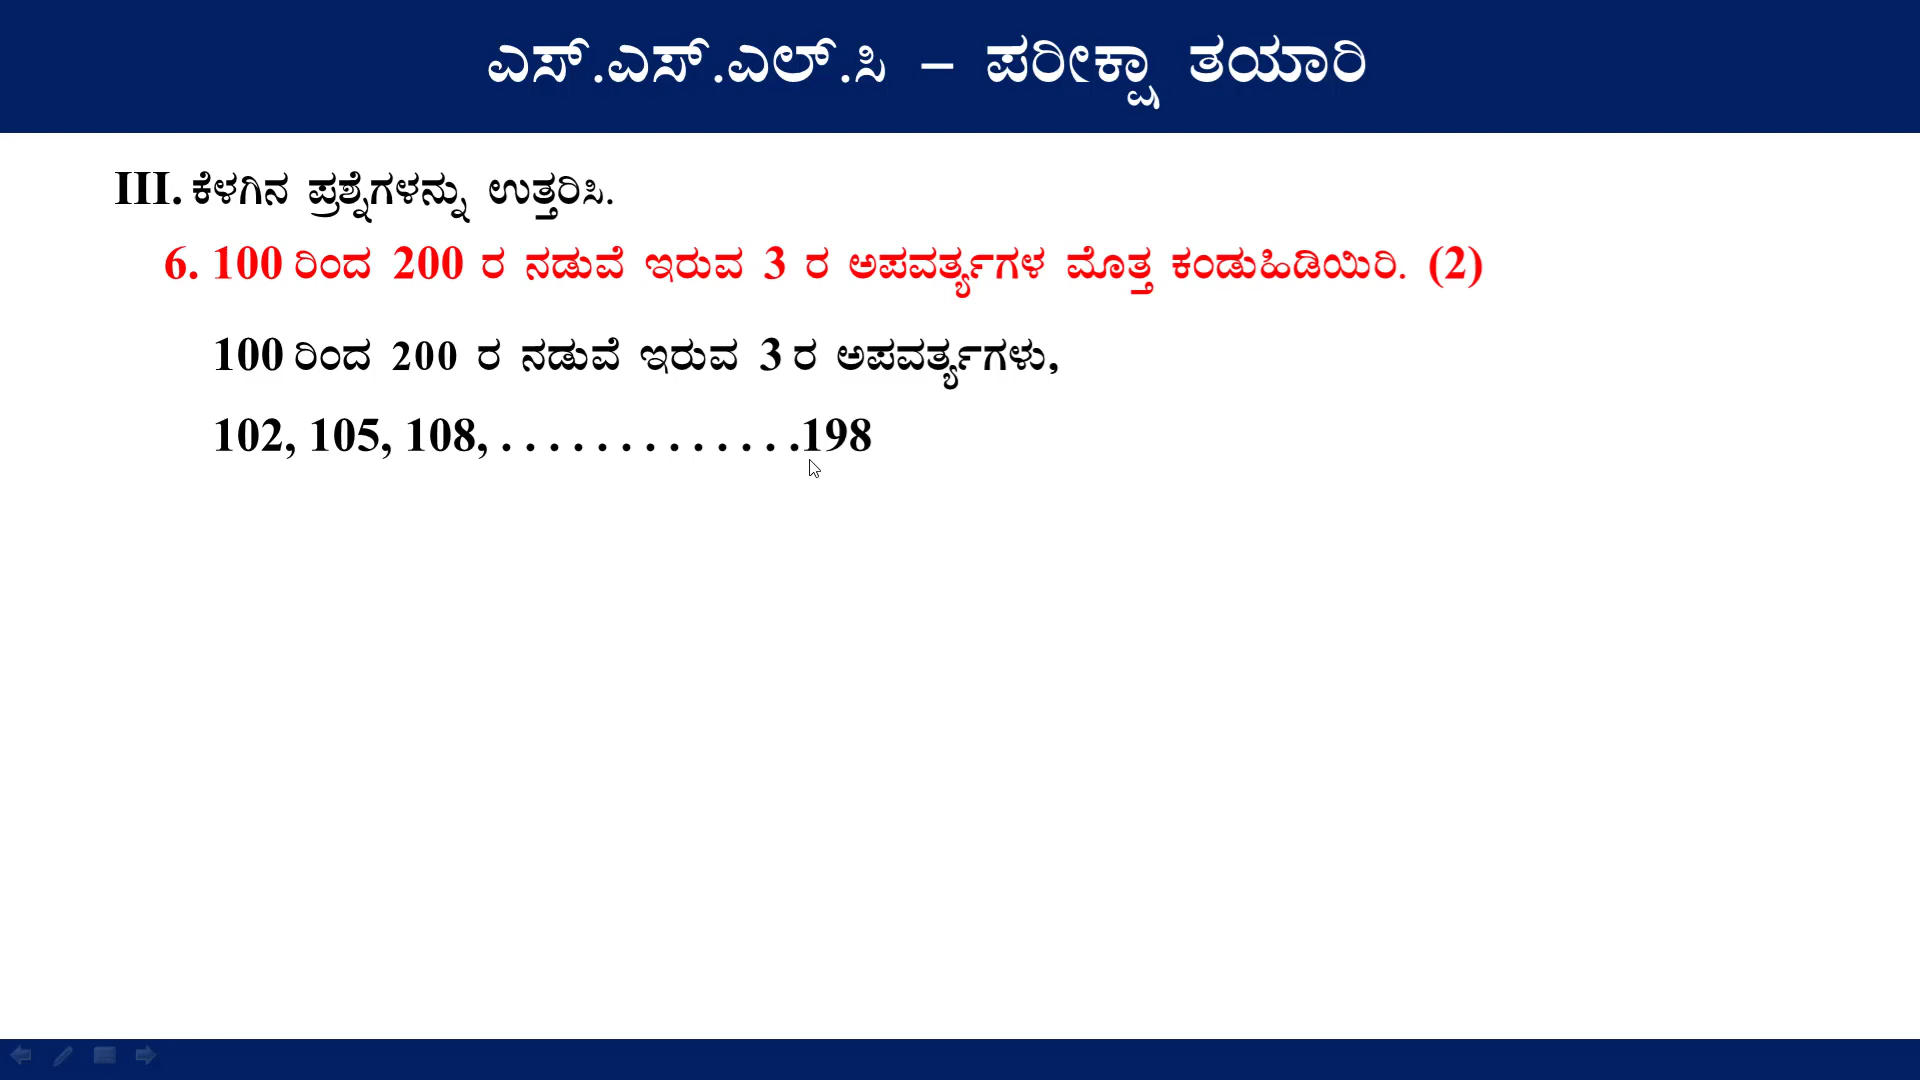 ಎಸ್.ಎಸ್.ಎಲ್.ಸಿ – ಪರೀಕ್ಷಾ ತಯಾರಿ
III. ಕೆಳಗಿನ ಪ್ರಶ್ನೆಗಳನ್ನು ಉತ್ತರಿಸಿ.
6. 100 ರಿಂದ 200 ರ ನಡುವೆ ಇರುವ 3 ರ ಅಪವರ್ತ್ಯಗಳ ಮೊತ್ತ ಕಂಡುಹಿಡಿಯಿರಿ. (2)
100 ರಿಂದ 200 ರ ನಡುವೆ ಇರುವ 3 ರ ಅಪವರ್ತ್ಯಗಳು,
102, 105, 108, . . . . . . . . . . . . .198